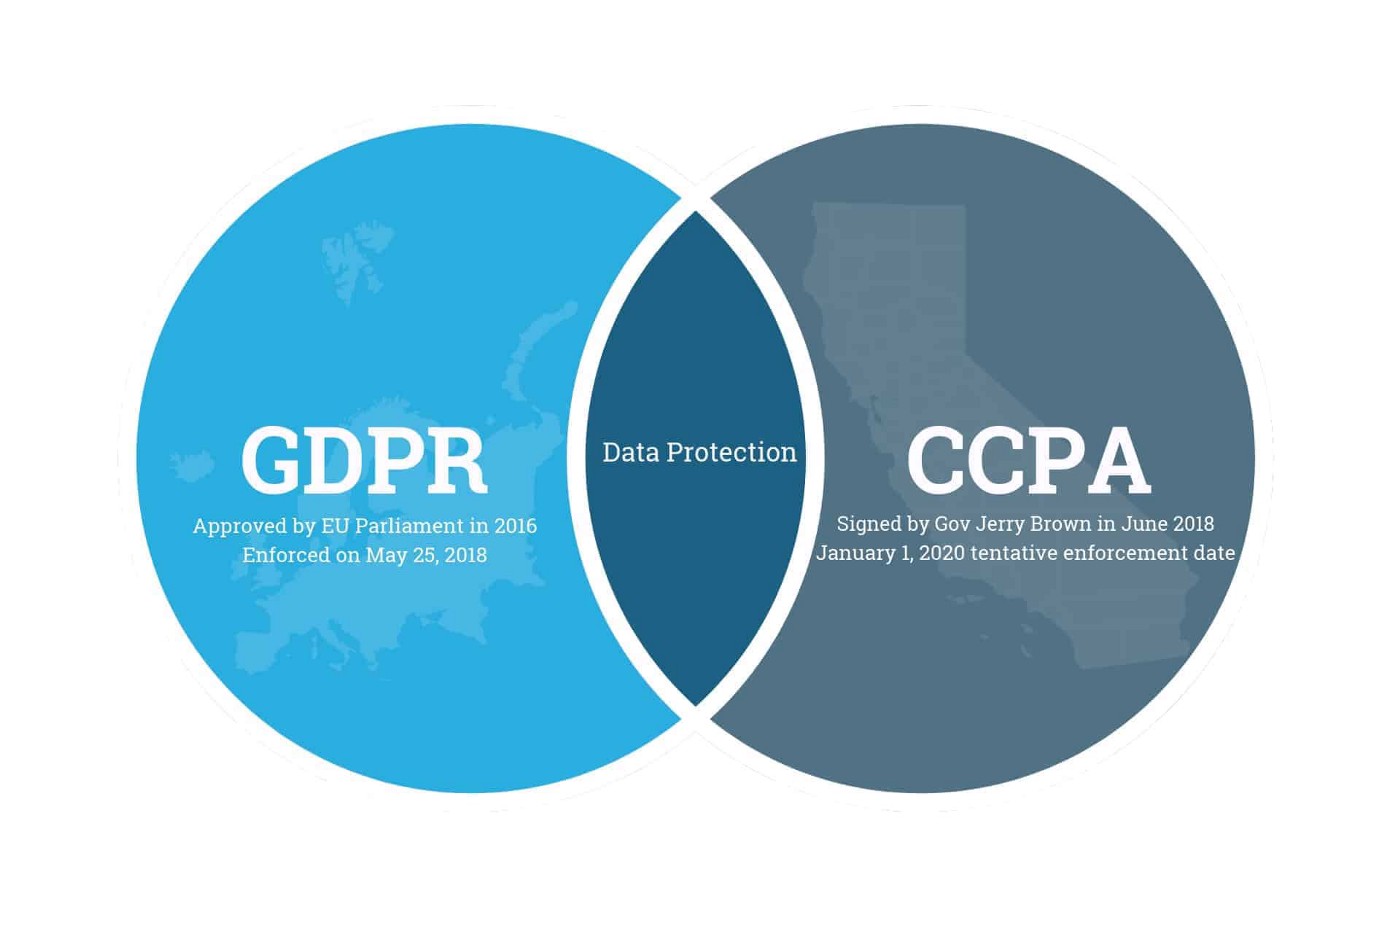 GDPR
Approved by EU Parliament in 2016
Enforced on May 25, 2018
Data Protection
CCPA
Signed by Gov Jerry Brown in June 2018
January 1, 2020 tentative enforcement date